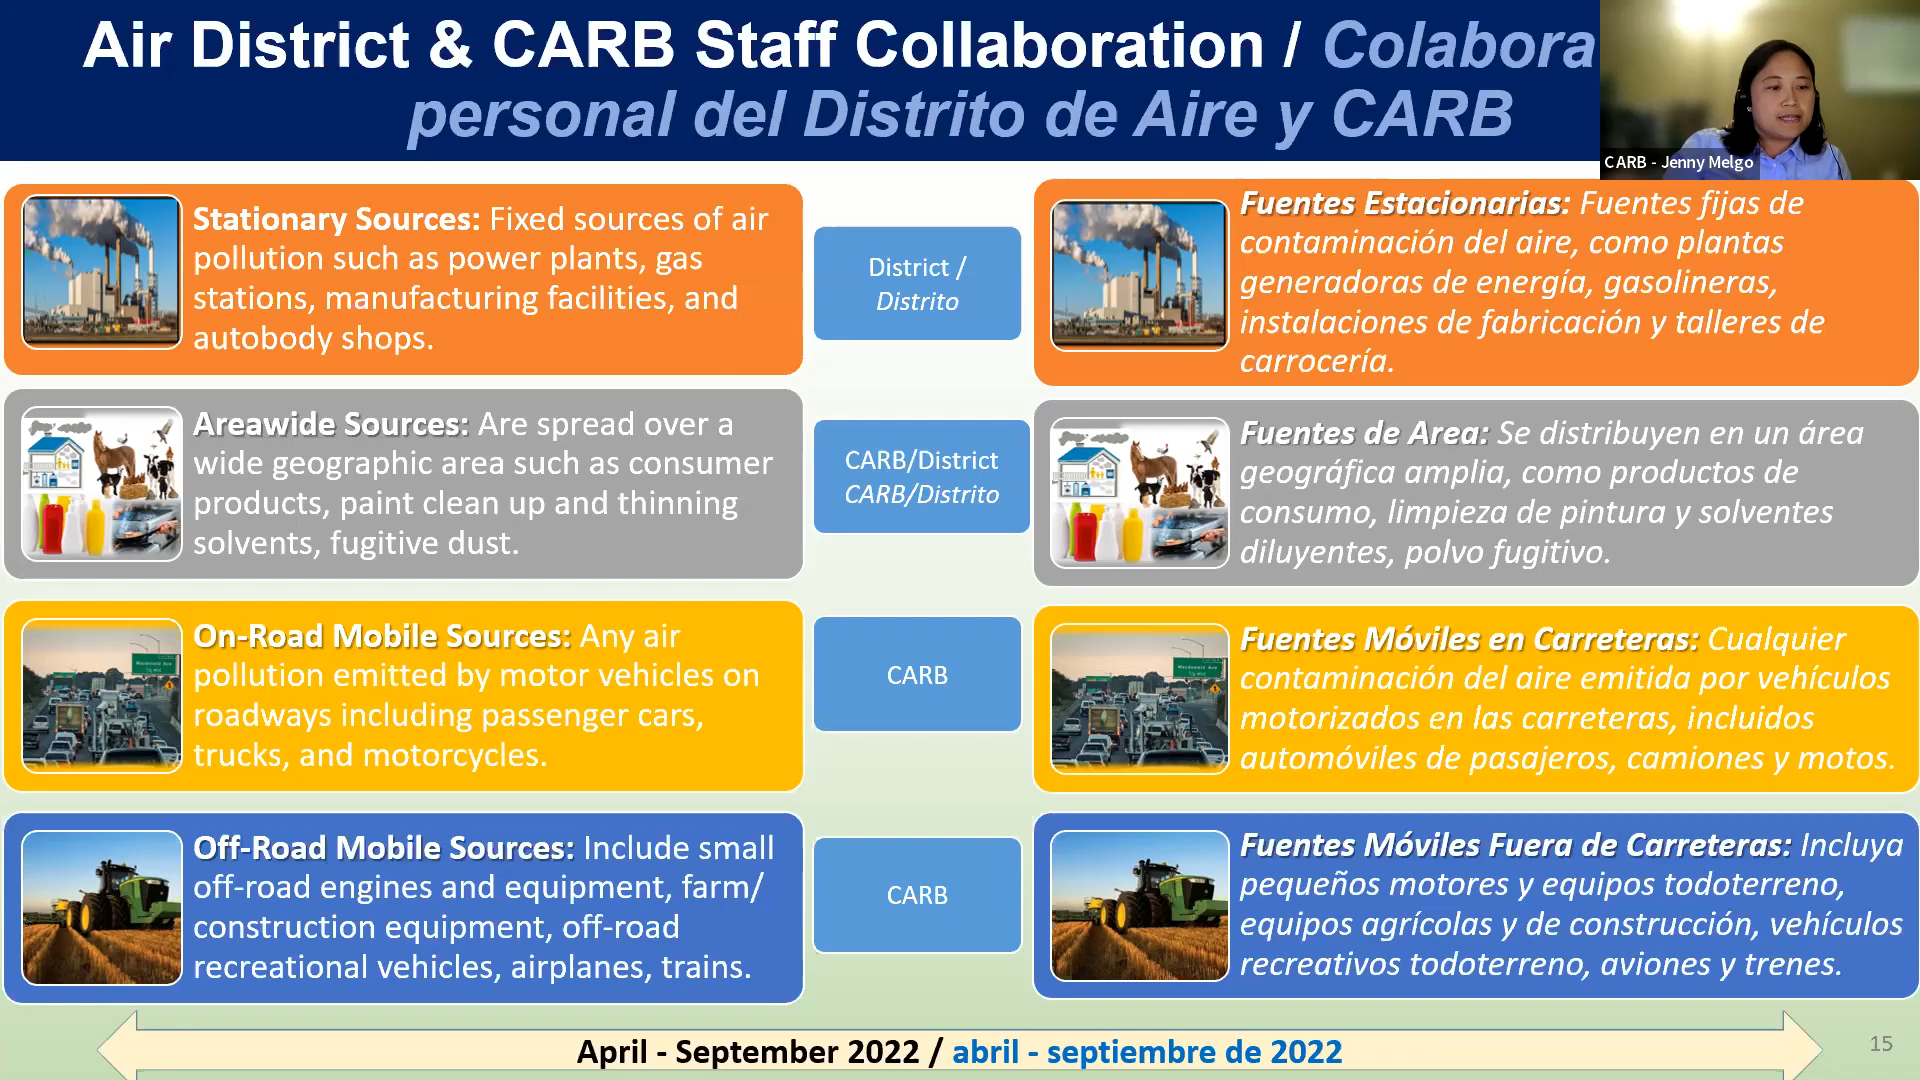 Air District & CARB Staff Collaboration / Colabora
personal del Distrito de Aire y CARB
CARB - Jenny Melgo
Stationary Sources: Fixed sources of air
pollution such as power plants, gas
stations, manufacturing facilities, and
autobody shops.
District /
Distrito
Fuentes Estacionarias: Fuentes fijas de
contaminación del aire, como plantas
generadoras de energía, gasolineras,
instalaciones de fabricación y talleres de
carrocería.
Areawide Sources: Are spread over a
wide geographic area such as consumer
products, paint clean up and thinning
solvents, fugitive dust.
CARB/District
CARB/Distrito
Fuentes de Area: Se distribuyen en un área
geográfica amplia, como productos de
consumo, limpieza de pintura y solventes
diluyentes, polvo fugitivo.
On-Road Mobile Sources: Any air
pollution emitted by motor vehicles on
roadways including passenger cars,
trucks, and motorcycles.
CARB
Fuentes Móviles en Carreteras: Cualquier
contaminación del aire emitida por vehículos
motorizados en las carreteras, incluidos
automóviles de pasajeros, camiones y motos.
Off-Road Mobile Sources: Include small
off-road engines and equipment, farm/
construction equipment, off-road
recreational vehicles, airplanes, trains.
CARB
Fuentes Móviles Fuera de Carreteras: Incluya
pequeños motores y equipos todoterreno,
equipos agrícolas y de construcción, vehículos
recreativos todoterreno, aviones y trenes.
April - September 2022 / abril - septiembre de 2022
15